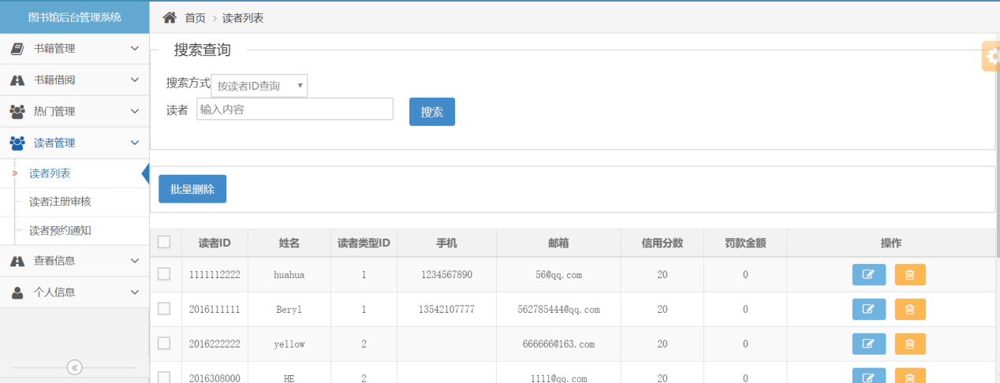 图书馆后台管理系统
首页 > 读者列表
书籍管理
书籍借阅
热门管理
读者管理
» 读者列表
读者注册审核
读者预约通知
查看信息
个人信息
搜索查询
搜索方式 按读者ID查询
读者 输入内容 搜索
批量删除
读者ID 姓名 读者类型ID 手机 邮箱 信用分数 罚款金额 操作
1111112222 huahua 1 1234567890 56@qq.com 20 0
2016111111 Beryl 1 13542107777 562785444@qq.com 20 0
2016222222 yellow 2 666666@163.com 20 0
2016308000 HE 2 1111@qq.com 20 0